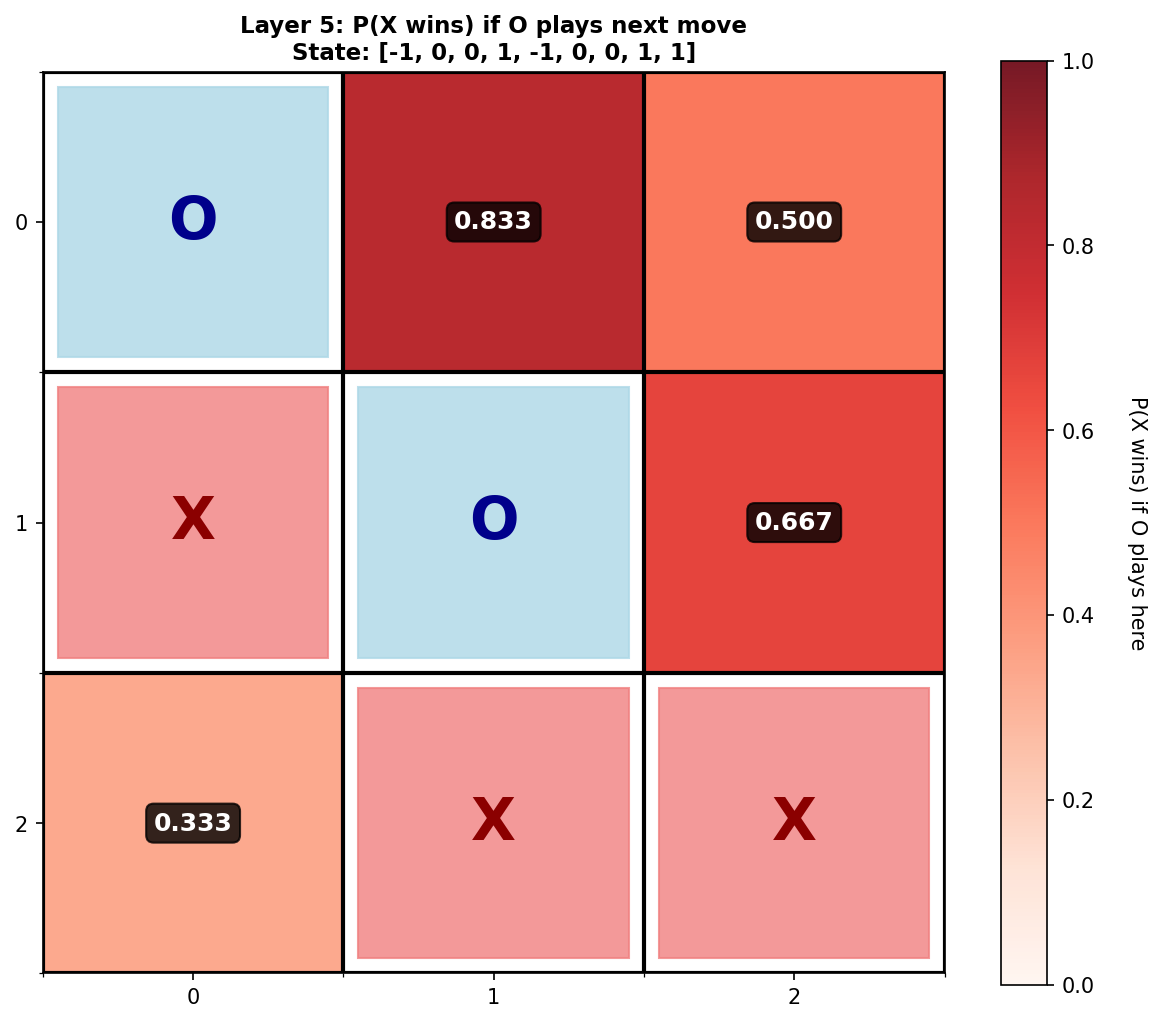 Layer 5: P(X wins) if O plays next move
State: [-1, 0, 0, 1, -1, 0, 0, 1, 1]
0
O
0.833
0.500
1
X
O
0.667
2
0.333
X
X
0
1
2
1.0
0.8
0.6
0.4
0.2
0.0
P(X wins) if O plays here